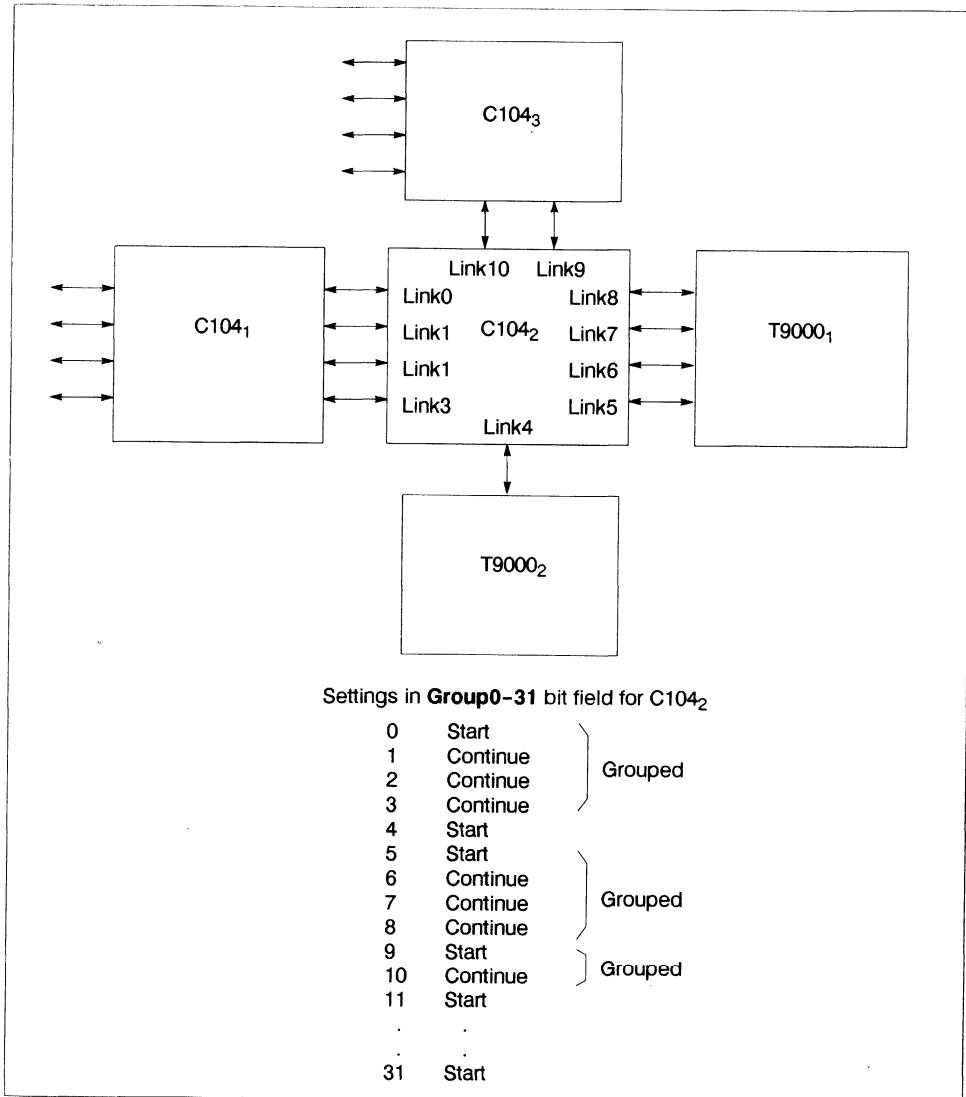 C104₃
Link10 Link9
Link0 Link8
C104₁ Link1 C104₂ Link7 T9000₁
Link1 Link6
Link3 Link5
Link4
T9000₂
Settings in Group0-31 bit field for C104₂
0 Start
1 Continue
2 Continue Grouped
3 Continue
4 Start
5 Start
6 Continue
7 Continue Grouped
8 Continue
9 Start
10 Continue Grouped
11 Start
. .
. .
31 Start